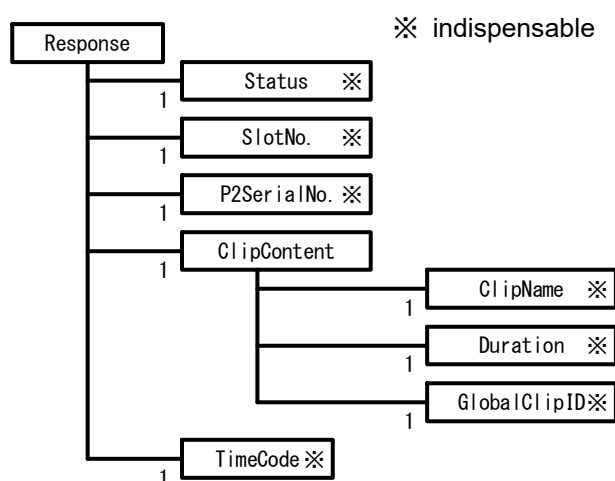 Response
※ indispensable
Status ※
1
SlotNo. ※
1
P2SerialNo. ※
1
ClipContent
1
ClipName ※
1
Duration ※
1
GlobalClipID※
1
TimeCode※
1